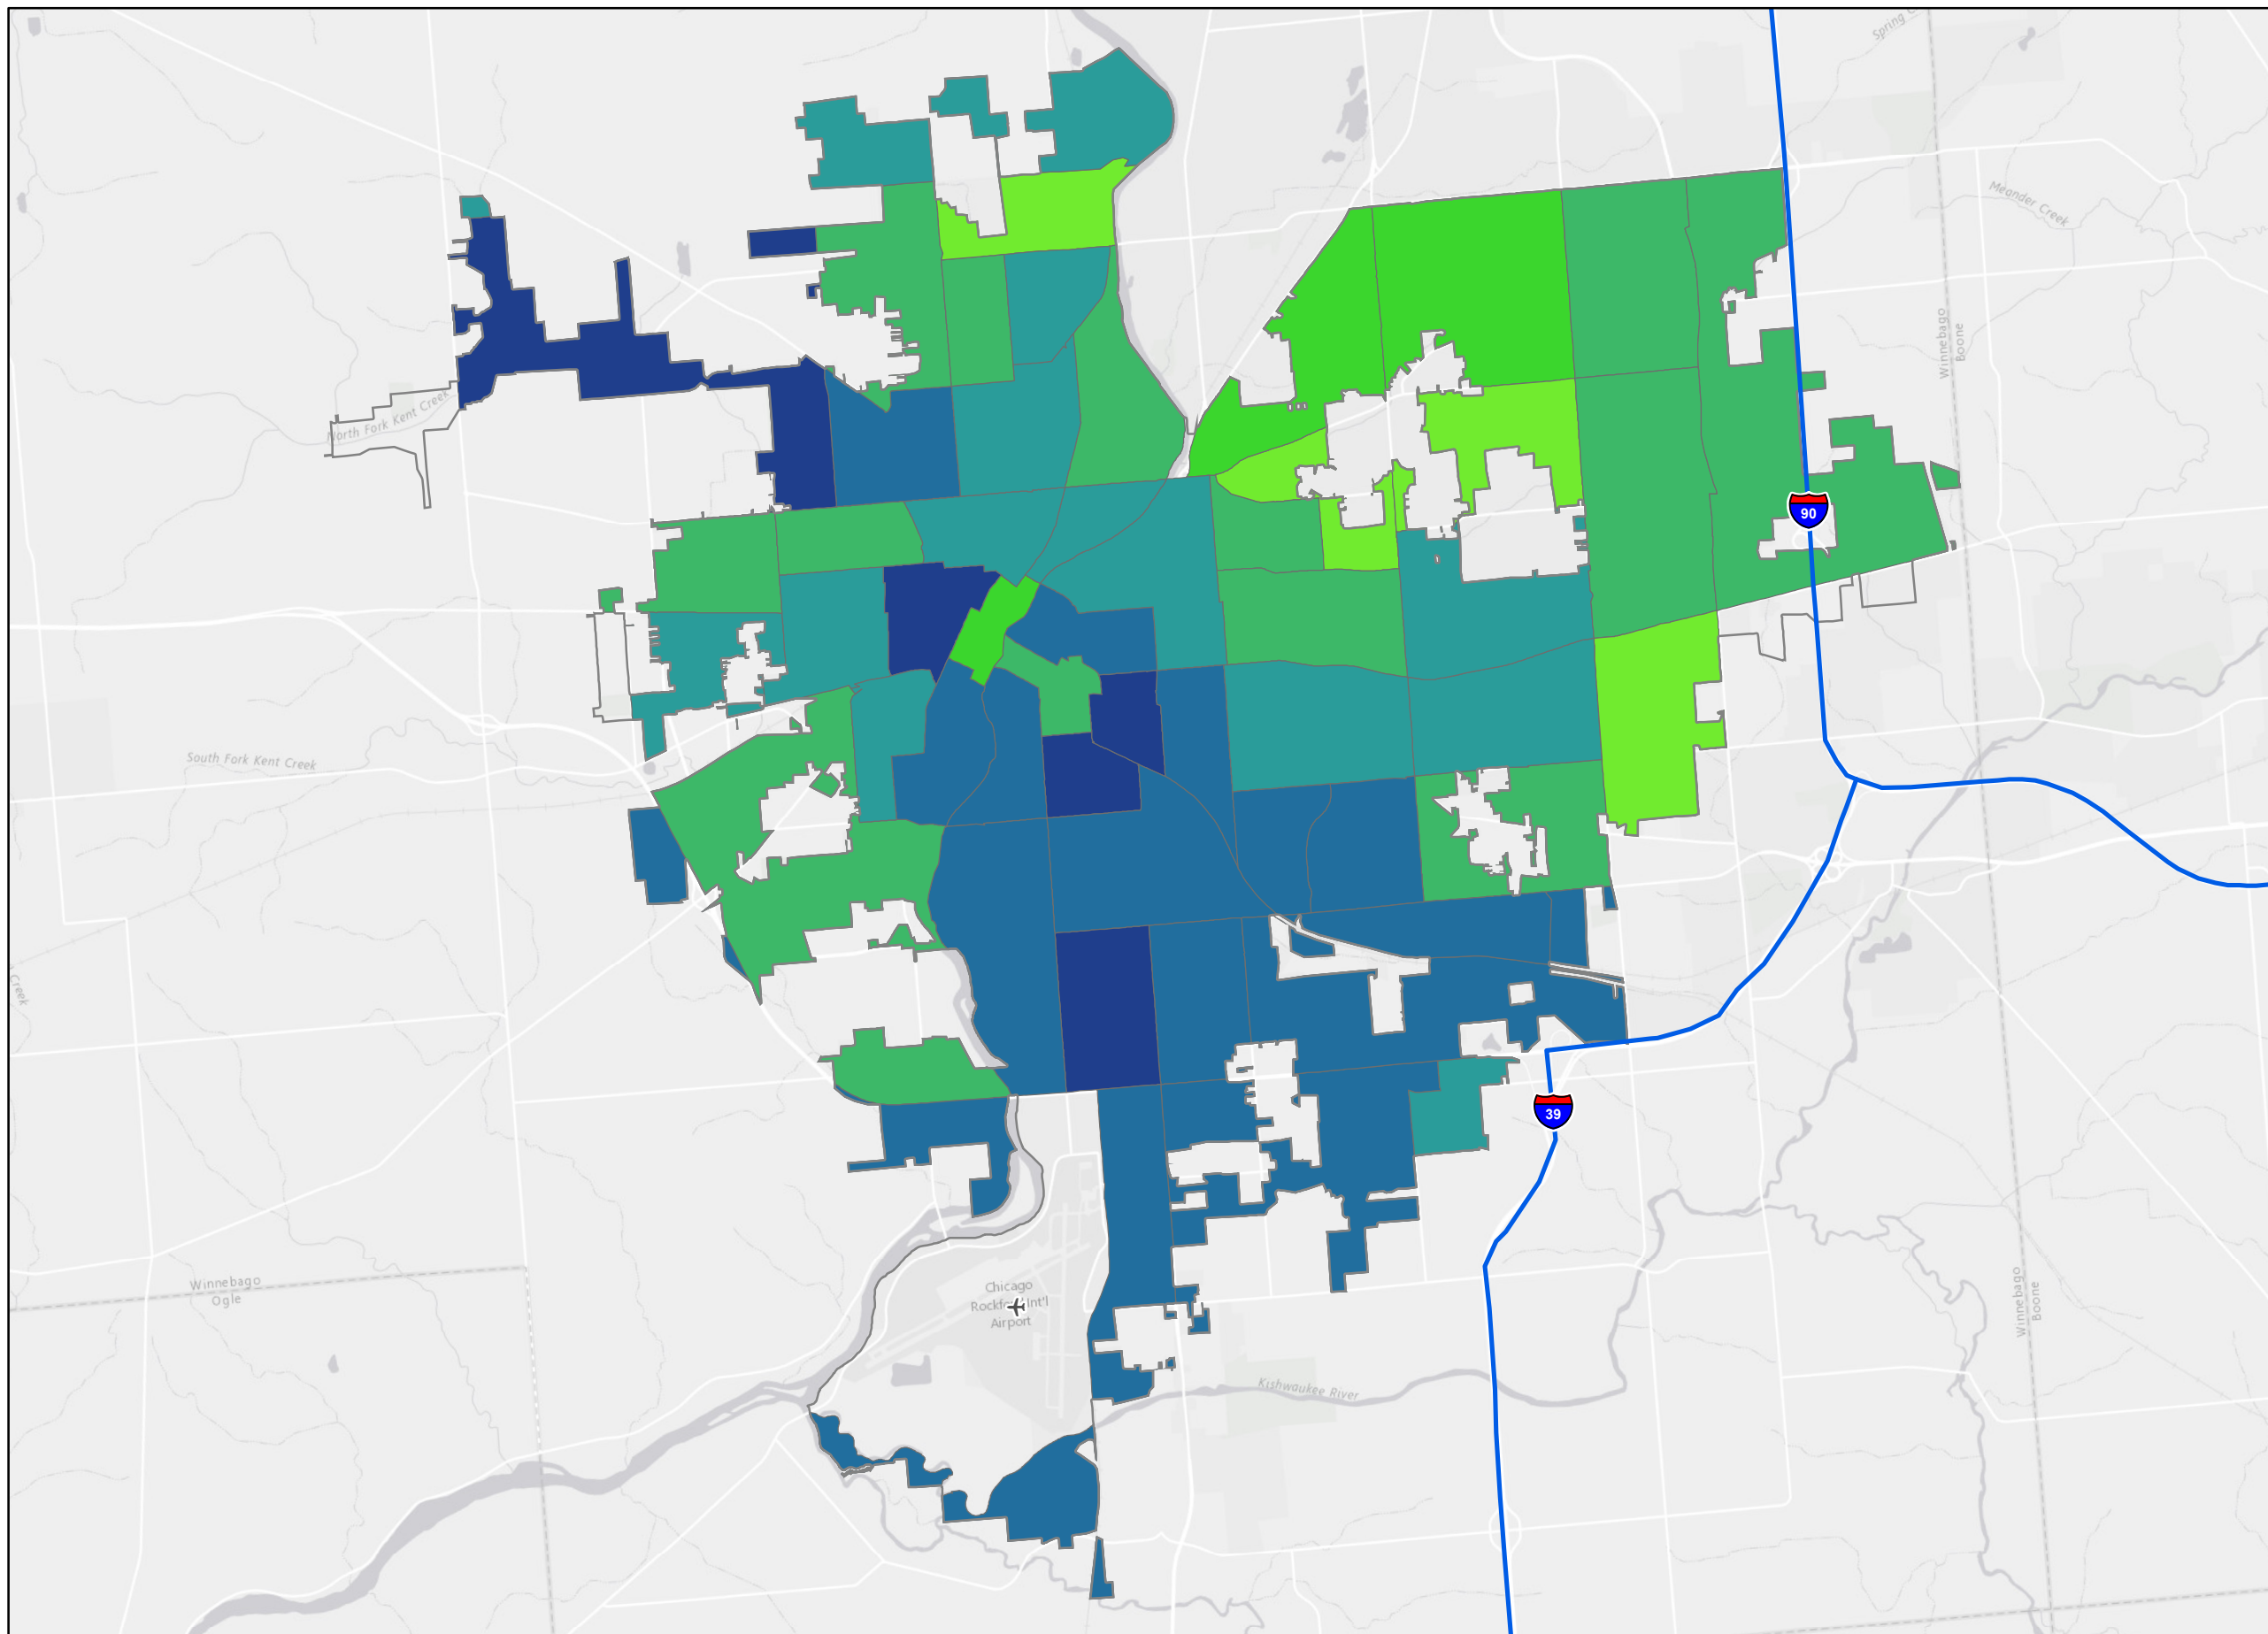 Spring C
Meander Creek
Winnebago
Boone
North Fork Kent Creek
90
South Fork Kent Creek
Creek
39
Winnebago
Ogle
Chicago
Rockford Int'l
Airport
Winnebago
Boone
Kishwaukee River